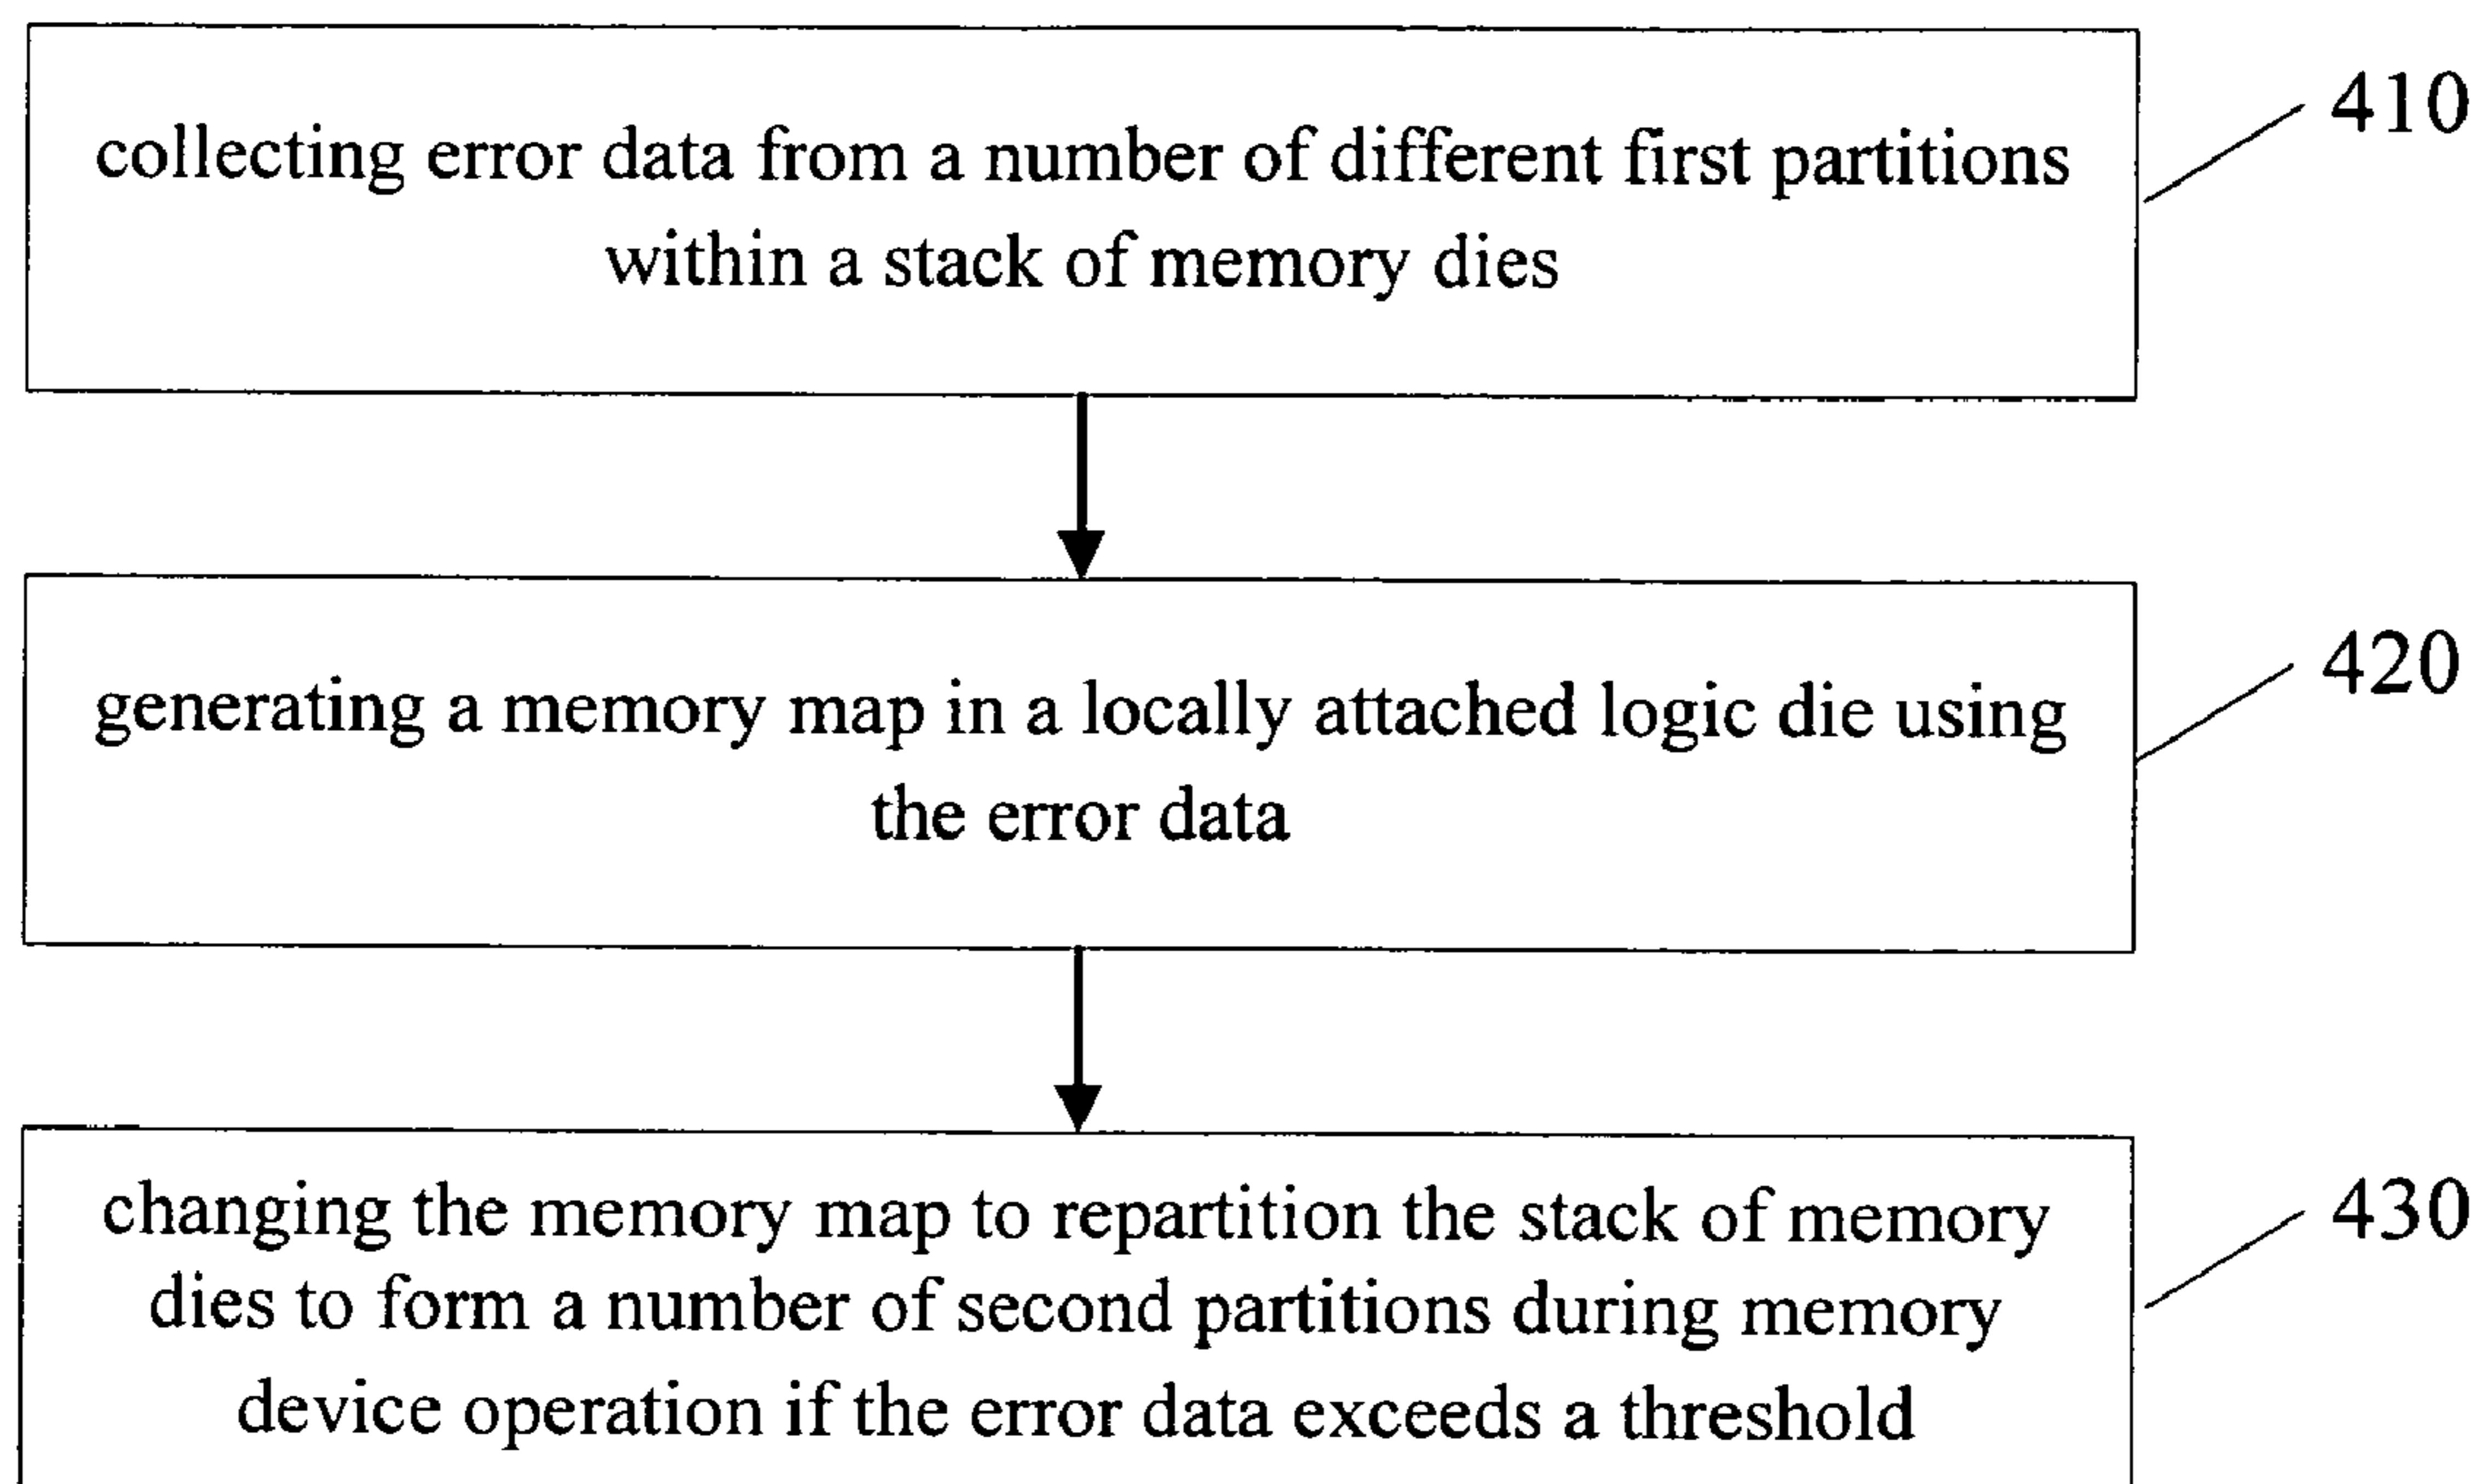 collecting error data from a number of different first partitions
within a stack of memory dies
410
generating a memory map in a locally attached logic die using
the error data
420
changing the memory map to repartition the stack of memory
dies to form a number of second partitions during memory
device operation if the error data exceeds a threshold
430